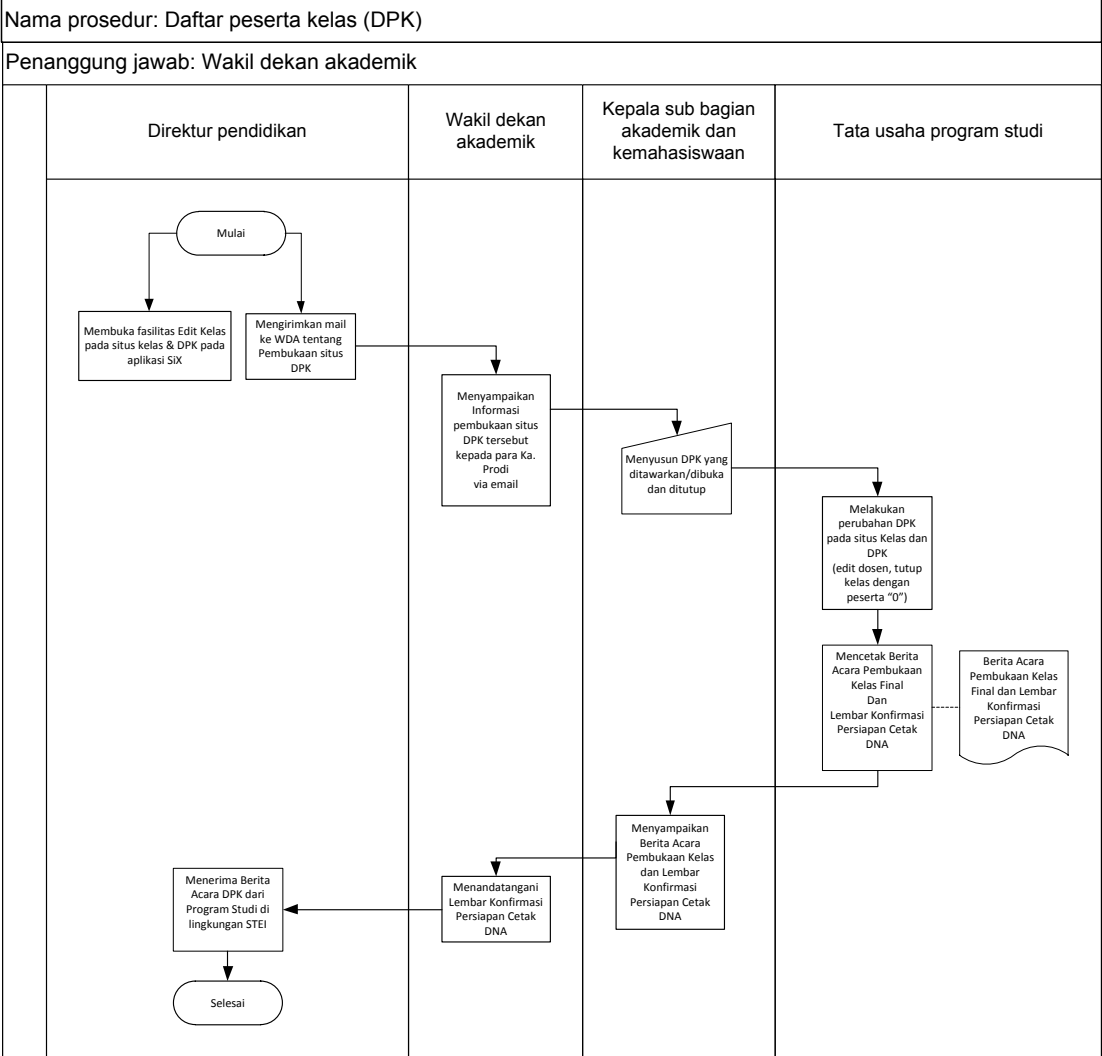 Nama prosedur: Daftar peserta kelas (DPK)
Penanggung jawab: Wakil dekan akademik
Direktur pendidikan
Wakil dekan
akademik
Kepala sub bagian
akademik dan
kemahasiswaan
Tata usaha program studi
Mulai
Membuka fasilitas Edit Kelas
pada situs kelas & DPK pada
aplikasi SiX
Mengirimkan mail
ke WDA tentang
Pembukaan situs
DPK
Menyampaikan
Informasi
pembukaan situs
DPK tersebut
kepada para Ka.
Prodi
via email
Menyusun DPK yang
ditawarkan/dibuka
dan ditutup
Melakukan
perubahan DPK
pada situs Kelas dan
DPK
(edit dosen, tutup
kelas dengan
peserta “0”)
Mencetak Berita
Acara Pembukaan
Kelas Final
Dan
Lembar Konfirmasi
Persiapan Cetak
DNA
Berita Acara
Pembukaan Kelas
Final dan Lembar
Konfirmasi
Persiapan Cetak
DNA
Menyampaikan
Berita Acara
Pembukaan Kelas
dan Lembar
Konfirmasi
Persiapan Cetak
DNA
Menandatangani
Lembar Konfirmasi
Persiapan Cetak
DNA
Menerima Berita
Acara DPK dari
Program Studi di
lingkungan STEI
Selesai